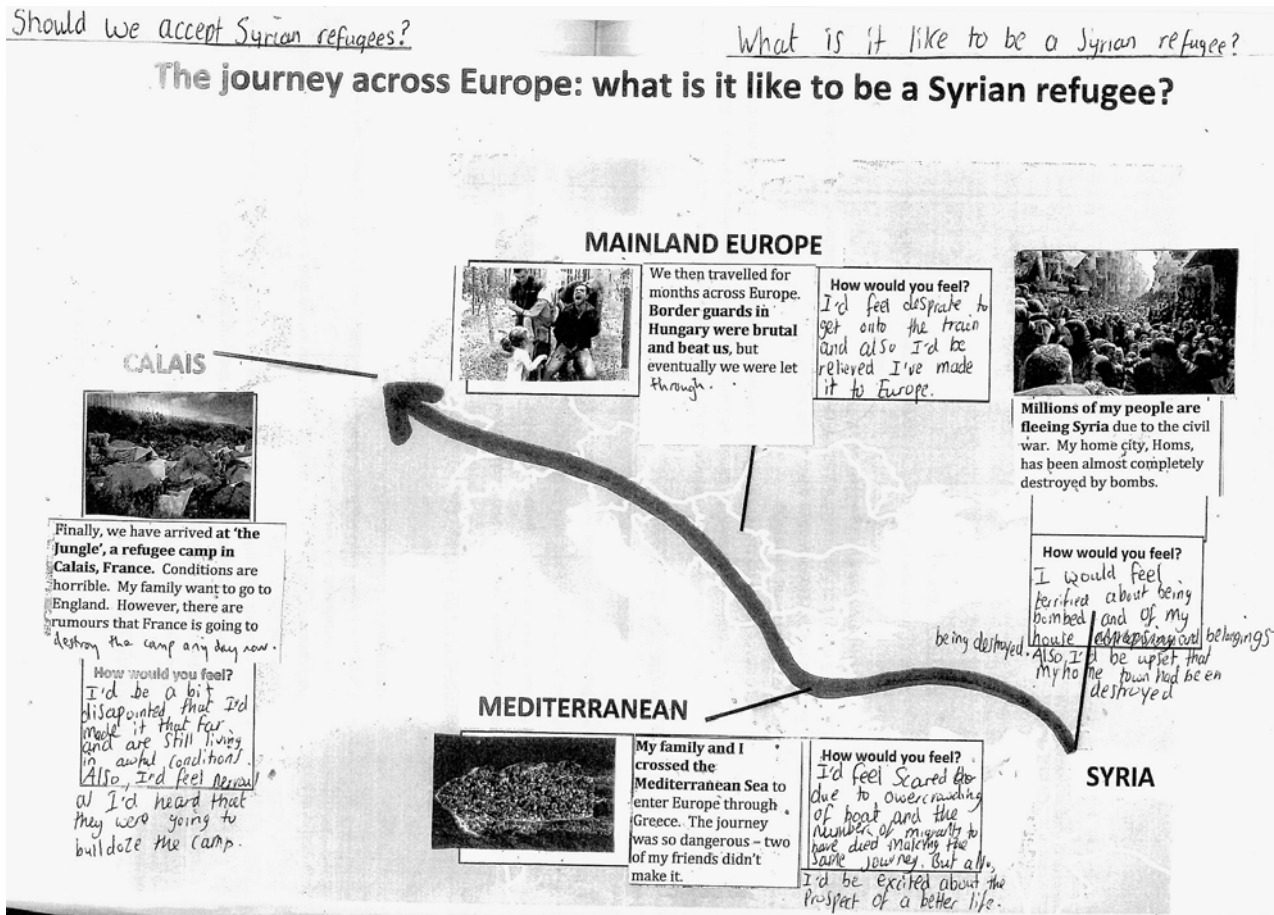 Should we accept Syrian refugees?
What is it like to be a Syrian refugee?
The journey across Europe: what is it like to be a Syrian refugee?
MAINLAND EUROPE
We then travelled for
months across Europe.
Border guards in
Hungary were brutal
and beat us, but
eventually we were let
through.
How would you feel?
I'd feel desprate to
get onto the train
and also I'd be
relieved I've made
it to Europe.
Millions of my people are
fleeing Syria due to the civil
war. My home city, Homs,
has been almost completely
destroyed by bombs.
How would you feel?
I would feel
terrified about being
bombed and of my
house and belongings
being destroyed.
Also, I'd be upset that
my home town had been
destroyed
CALAIS
Finally, we have arrived at 'the
Jungle', a refugee camp in
Calais, France. Conditions are
horrible. My family want to go to
England. However, there are
rumours that France is going to
destroy the camp any day now.
How would you feel?
I'd be a bit
disapointed that I'd
made it that far
and are still living
in awful conditions.
Also, I'd feel nervous
as I'd heard that
they were going to
bulldoze the camp.
MEDITERRANEAN
My family and I
crossed the
Mediterranean Sea to
enter Europe through
Greece. The journey
was so dangerous – two
of my friends didn't
make it.
How would you feel?
I'd feel scared
due to overcrowding
of boat and the
number of migrants to
have died making the
same journey. But also,
I'd be excited about the
prospect of a better life.
SYRIA